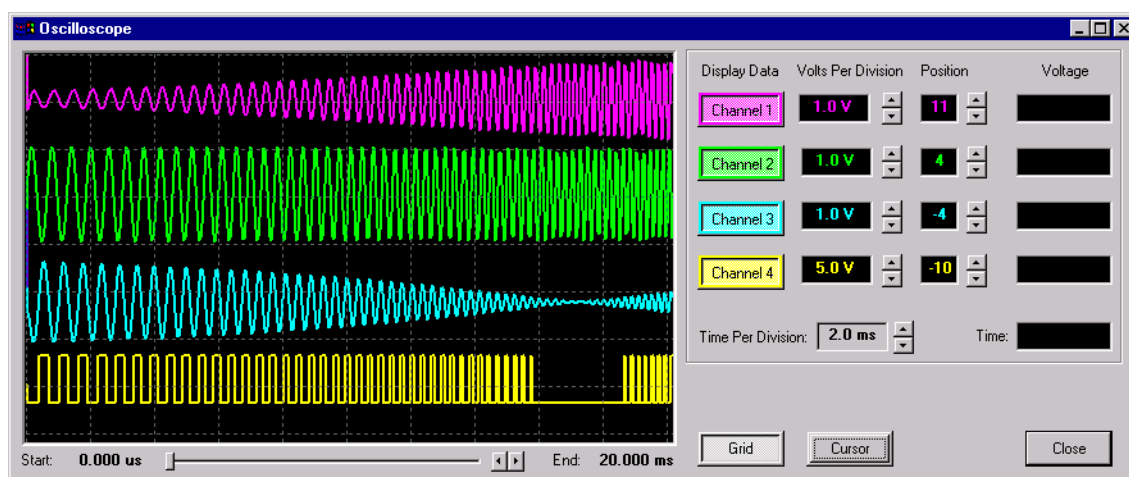 Oscilloscope
Display Data Volts Per Division Position Voltage
Channel 1 1.0 V 11
Channel 2 1.0 V 4
Channel 3 1.0 V -4
Channel 4 5.0 V -10
Time Per Division: 2.0 ms Time:
Grid Cursor Close
Start: 0.000 us End: 20.000 ms